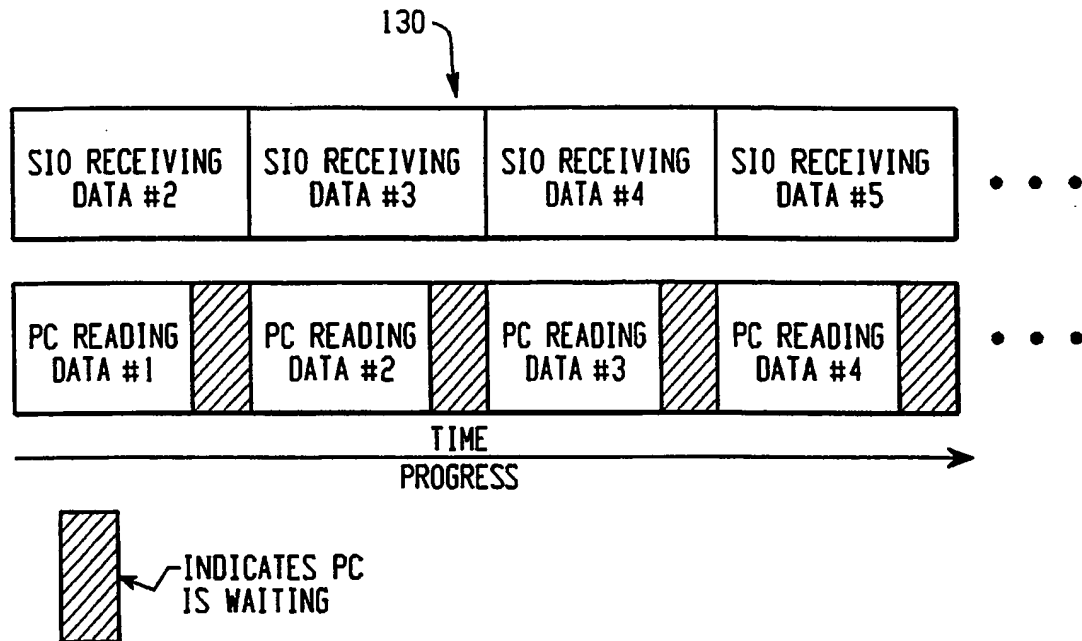 130
SIO RECEIVING
DATA #2
SIO RECEIVING
DATA #3
SIO RECEIVING
DATA #4
SIO RECEIVING
DATA #5
• • •
PC READING
DATA #1
PC READING
DATA #2
PC READING
DATA #3
PC READING
DATA #4
• • •
TIME
PROGRESS
INDICATES PC
IS WAITING